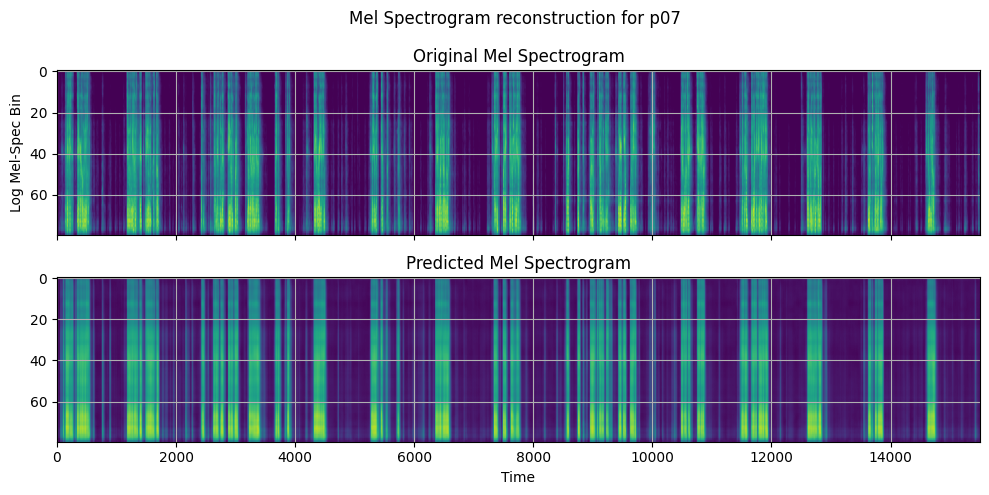 Mel Spectrogram reconstruction for p07
Original Mel Spectrogram
0
20
40
60
Log Mel-Spec Bin
Predicted Mel Spectrogram
0
20
40
60
0 2000 4000 6000 8000 10000 12000 14000
Time